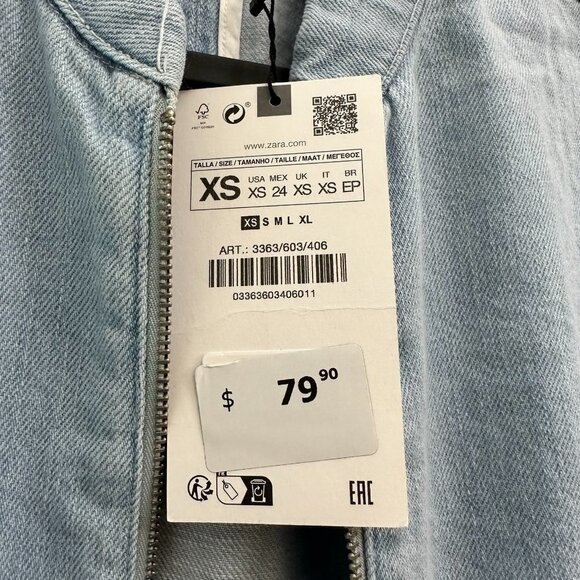 FSC
www.zara.com
TALLA / SIZE / TAMANHO / TAILLE / MAAT / ΜΕΓΕΘΟΣ
XS
USA MEX UK IT BR
XS 24 XS XS EP
XS S M L XL
ART.: 3363/603/406
03363603406011
$ 79 90
EAC